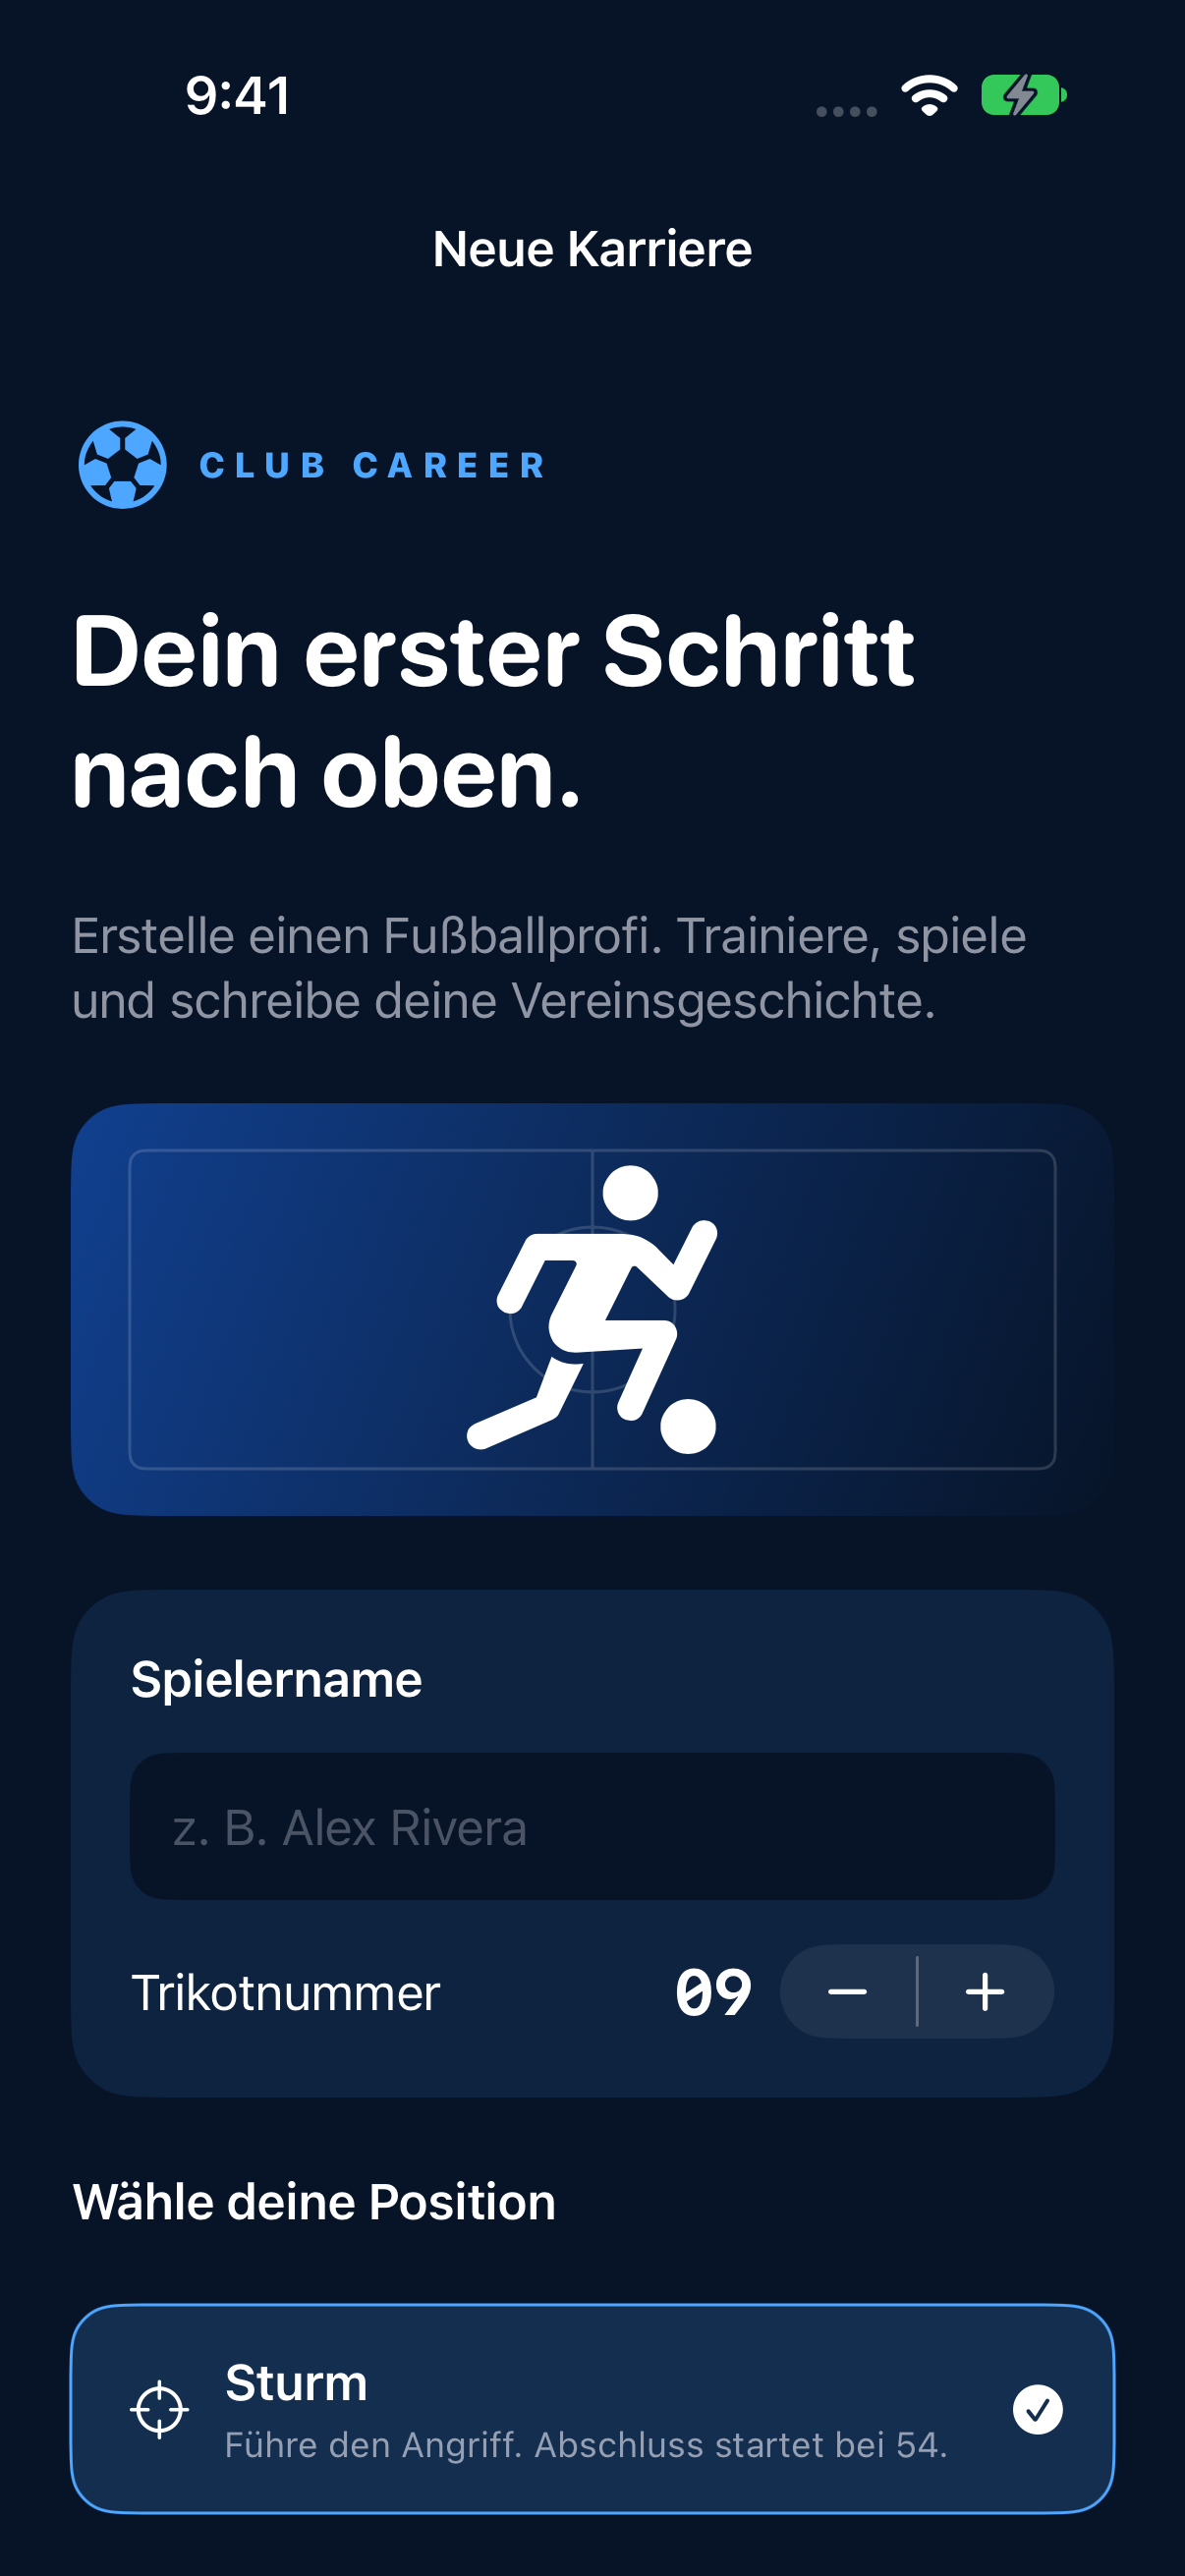 9:41
Neue Karriere
CLUB CAREER
Dein erster Schritt
nach oben.
Erstelle einen Fußballprofi. Trainiere, spiele
und schreibe deine Vereinsgeschichte.
Spielername
z. B. Alex Rivera
Trikotnummer 09
Wähle deine Position
Sturm
Führe den Angriff. Abschluss startet bei 54.